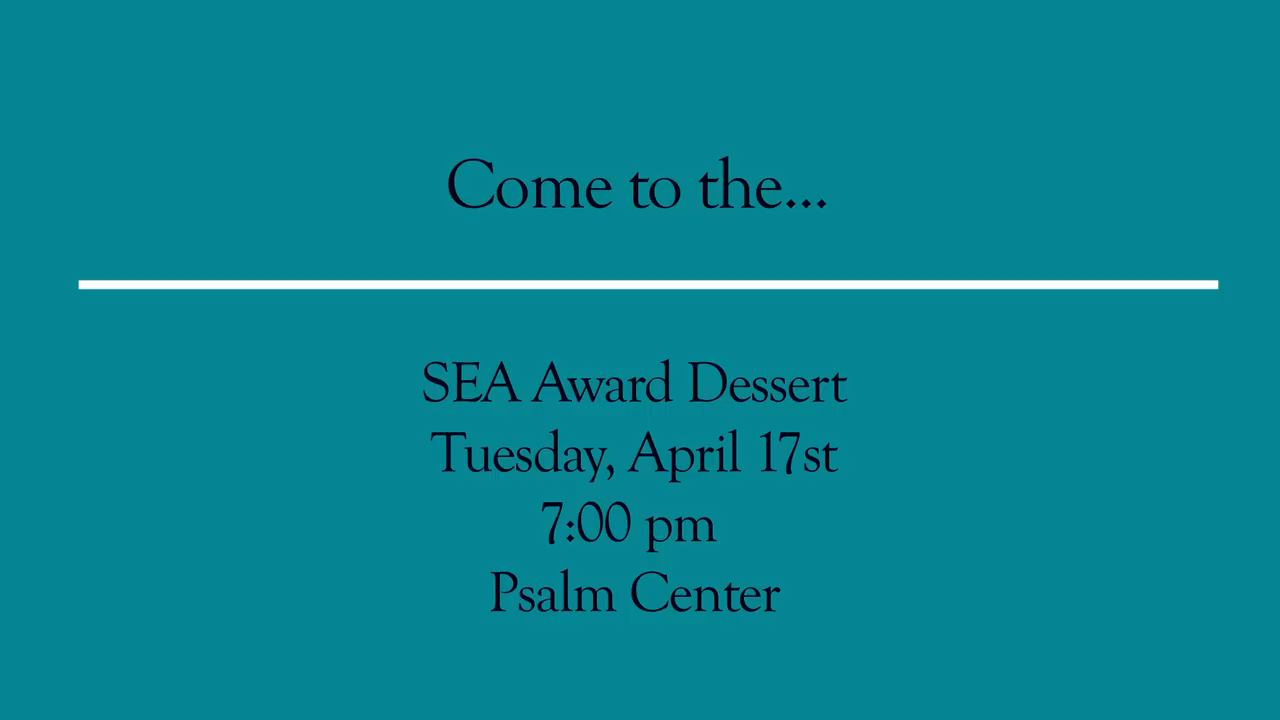 Come to the...
SEA Award Dessert
Tuesday, April 17st
7:00 pm
Psalm Center